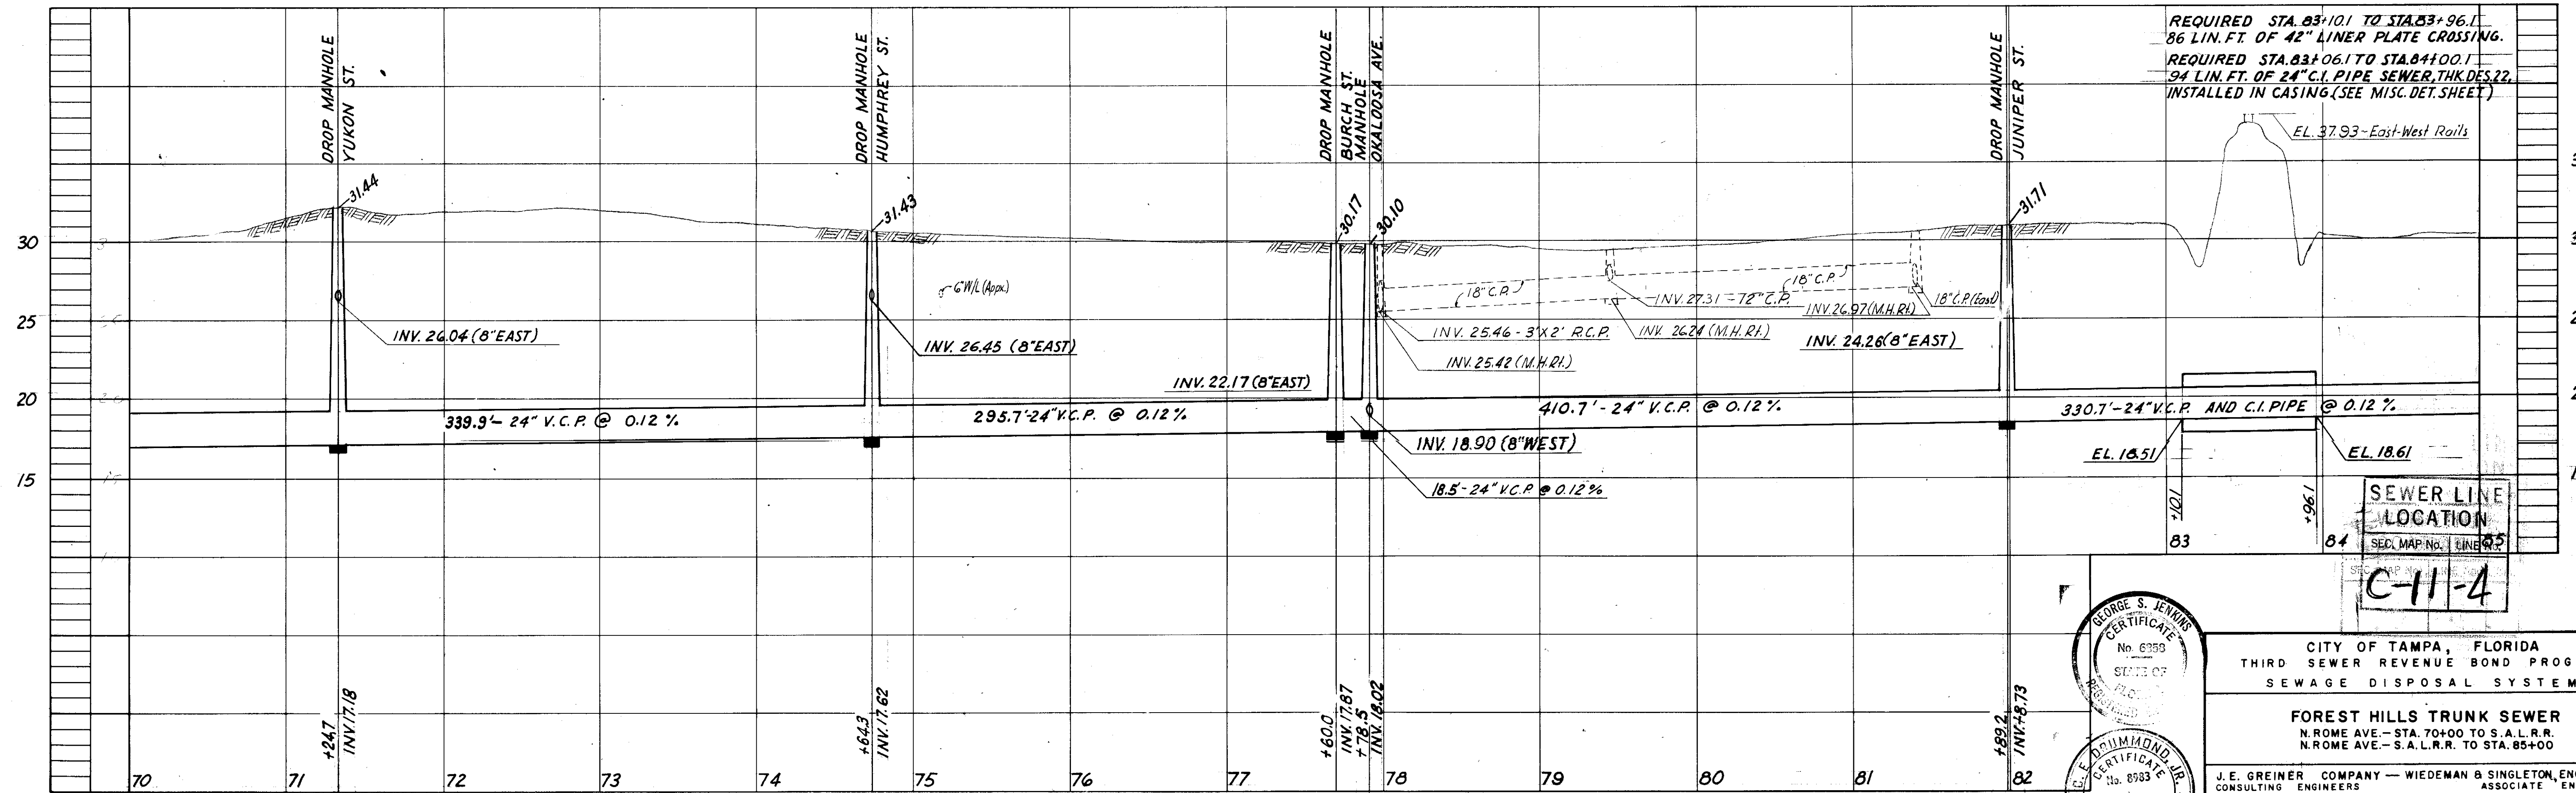 REQUIRED STA. 83+10.1 TO STA. 83+96.1
86 LIN. FT. OF 42" LINER PLATE CROSSING.
REQUIRED STA. 83+06.1 TO STA. 84+00.1
94 LIN. FT. OF 24" C.I. PIPE SEWER, THK. DES. 22,
INSTALLED IN CASING. (SEE MISC. DET. SHEET)
EL. 37.93 - East-West Rails
DROP MANHOLE
YUKON ST.
DROP MANHOLE
HUMPHREY ST.
DROP MANHOLE
BURCH ST.
MANHOLE
OKALOOSA AVE.
DROP MANHOLE
JUNIPER ST.
31.44
31.43
30.17
30.10
31.71
30
25
20
15
6" W/L (Appx.)
INV. 26.04 (8" EAST)
INV. 26.45 (8" EAST)
INV. 22.17 (8" EAST)
18" C.P.
18" C.P.
INV. 27.31 - 72" C.P.
INV. 26.97 (M.H. Rt.)
18" C.P. (East)
INV. 25.46 - 3' X 2' R.C.P.
INV. 26.24 (M.H. Rt.)
INV. 24.26 (8" EAST)
INV. 25.42 (M.H. Rt.)
339.9' - 24" V.C.P. @ 0.12 %
295.7' - 24" V.C.P. @ 0.12 %
410.7' - 24" V.C.P. @ 0.12 %
330.7' - 24" V.C.P. AND C.I. PIPE @ 0.12 %
INV. 18.90 (8" WEST)
18.5' - 24" V.C.P. @ 0.12 %
EL. 18.51
EL. 18.61
+10.1
+96.1
83
84
85
SEWER LINE
LOCATION
SEC. MAP No. LINE No.
C-11 -4
+24.7
INV. 17.18
+64.3
INV. 17.62
+60.0
INV. 17.87
+78.5
INV. 18.02
+89.2
INV. 18.73
70
71
72
73
74
75
76
77
78
79
80
81
82
GEORGE S. JENKINS
CERTIFICATE
No. 6358
STATE OF
C. E. DRUMMOND, JR.
CERTIFICATE
No. 8983
CITY OF TAMPA, FLORIDA
THIRD SEWER REVENUE BOND PROG
SEWAGE DISPOSAL SYSTEM
FOREST HILLS TRUNK SEWER
N. ROME AVE. - STA. 70+00 TO S.A.L.R.R.
N. ROME AVE. - S.A.L.R.R. TO STA. 85+00
J. E. GREINER COMPANY — WIEDEMAN & SINGLETON, EN
CONSULTING ENGINEERS ASSOCIATE EN